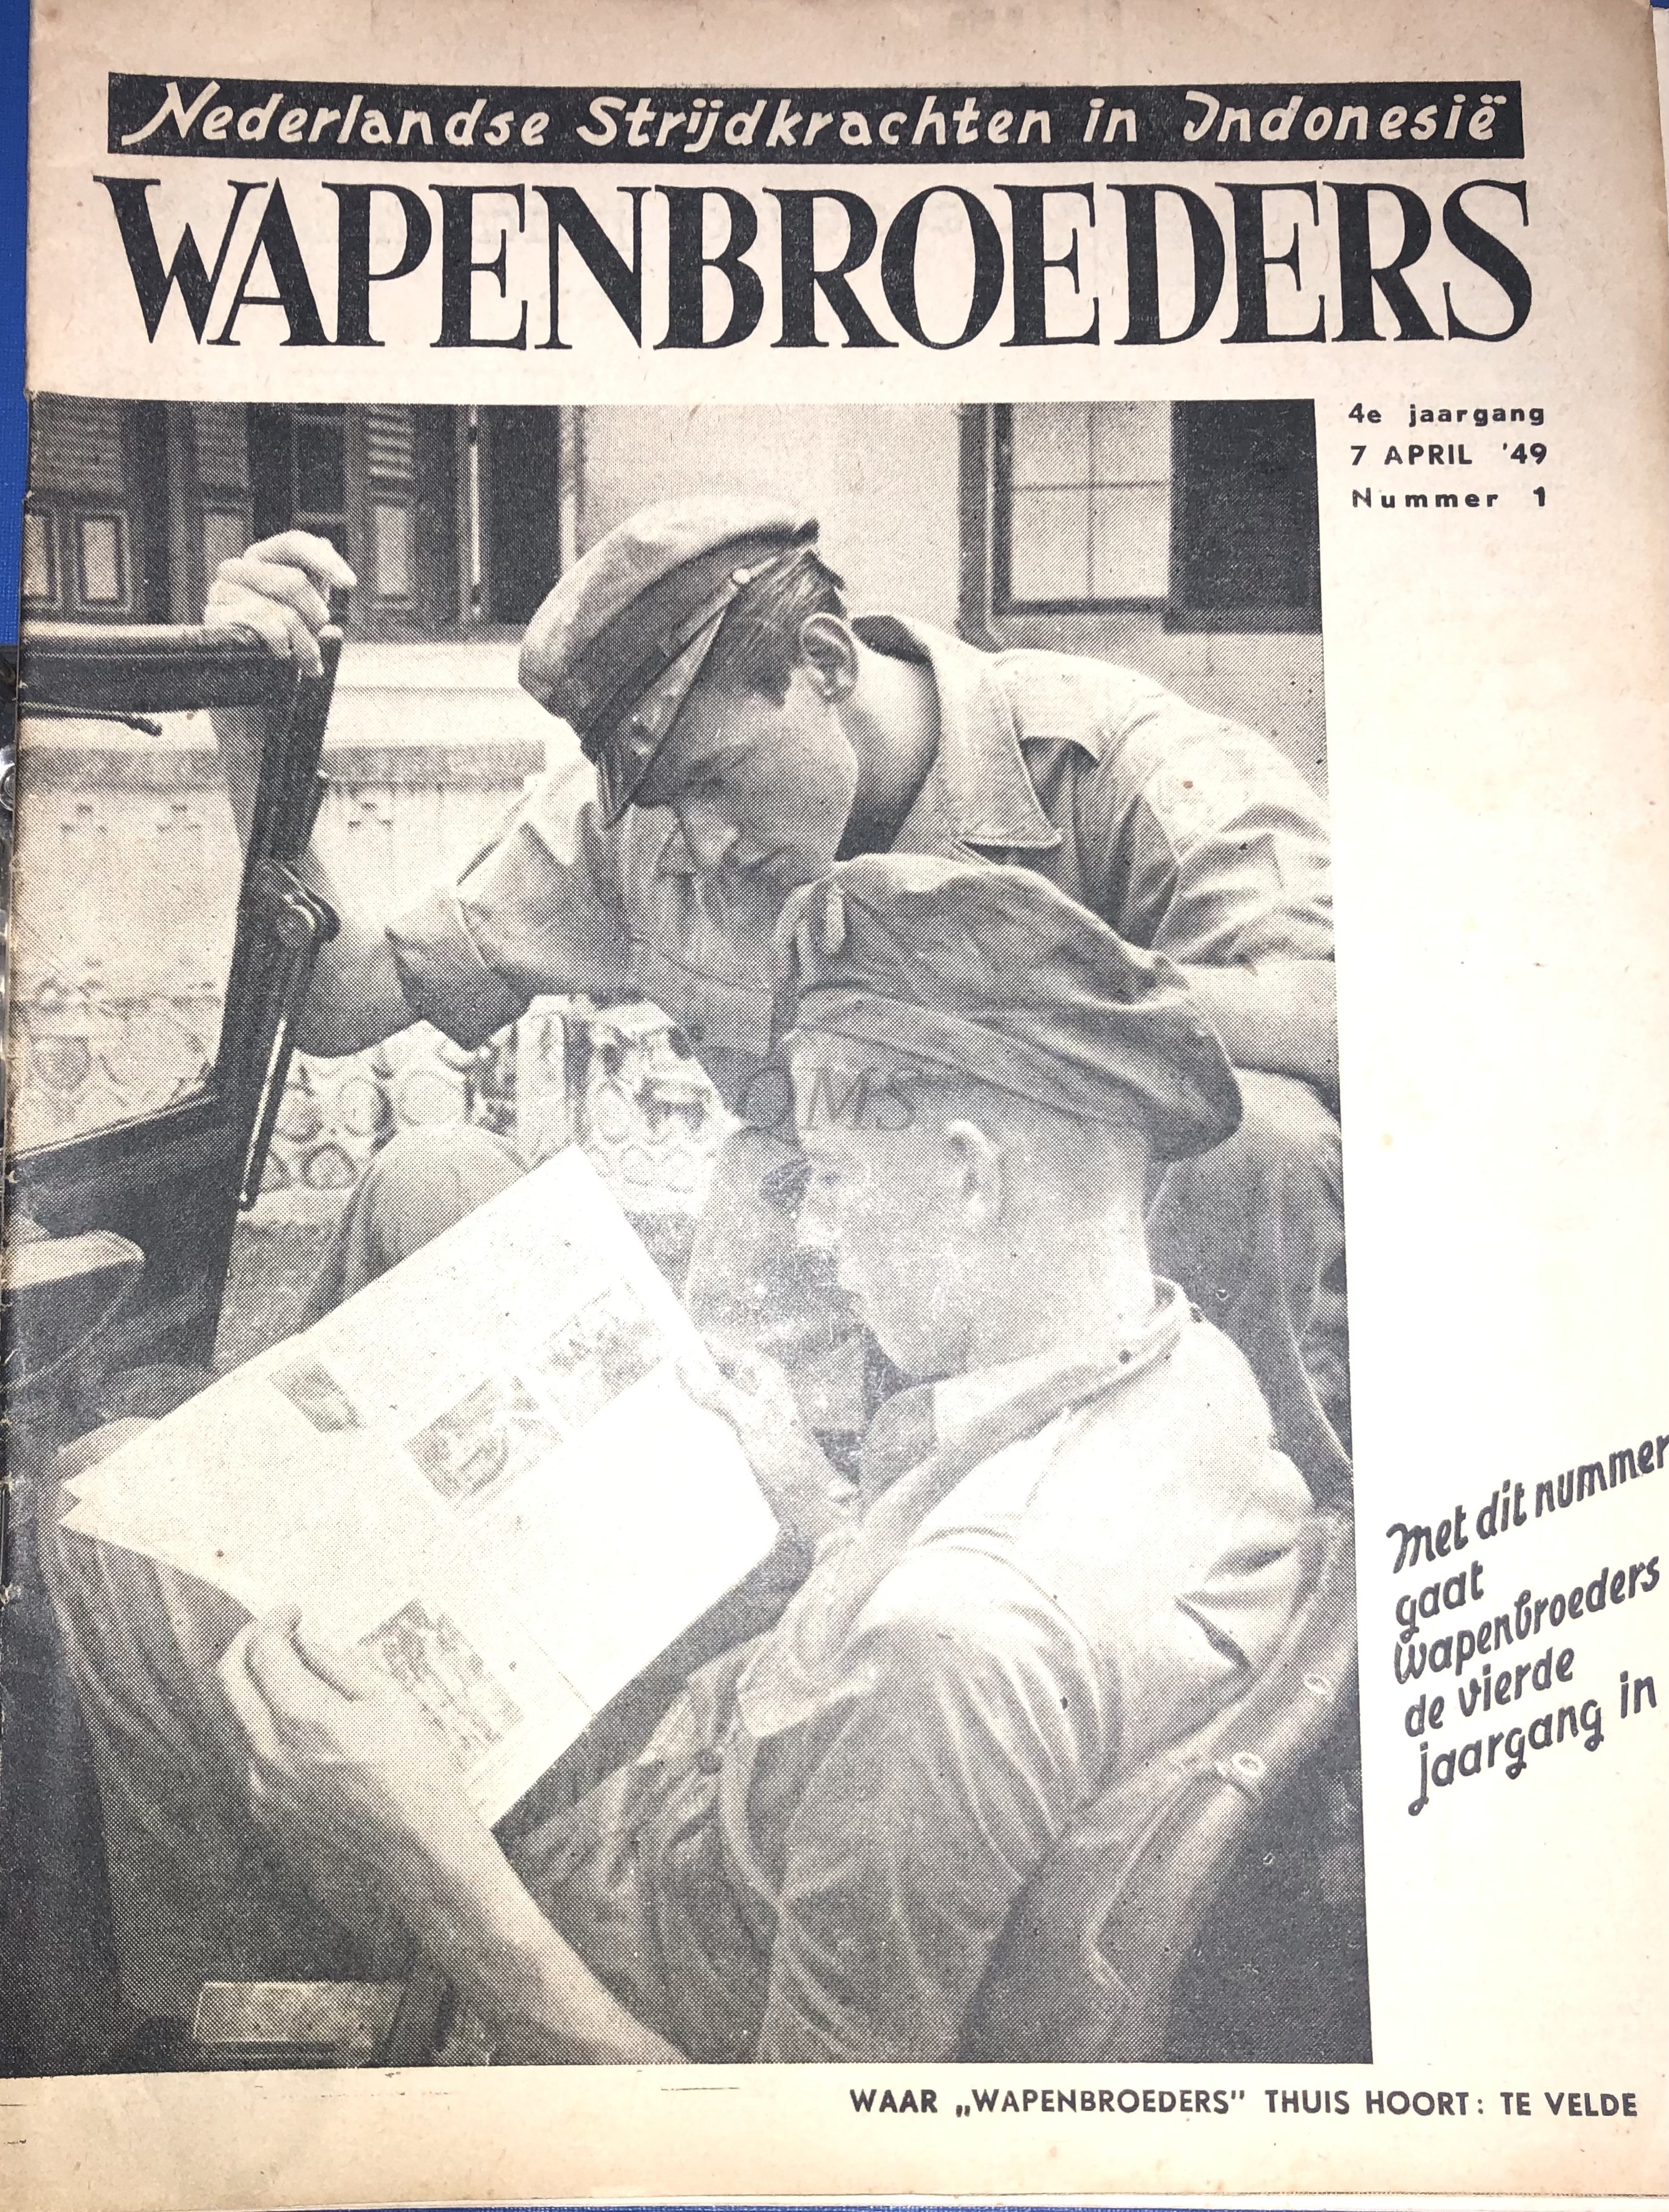 Nederlandse Strijdkrachten in Indonesië
WAPENBROEDERS
4e jaargang
7 APRIL '49
Nummer 1
QMS
Met dit nummer
gaat
Wapenbroeders
de vierde
jaargang in
WAAR „WAPENBROEDERS" THUIS HOORT: TE VELDE